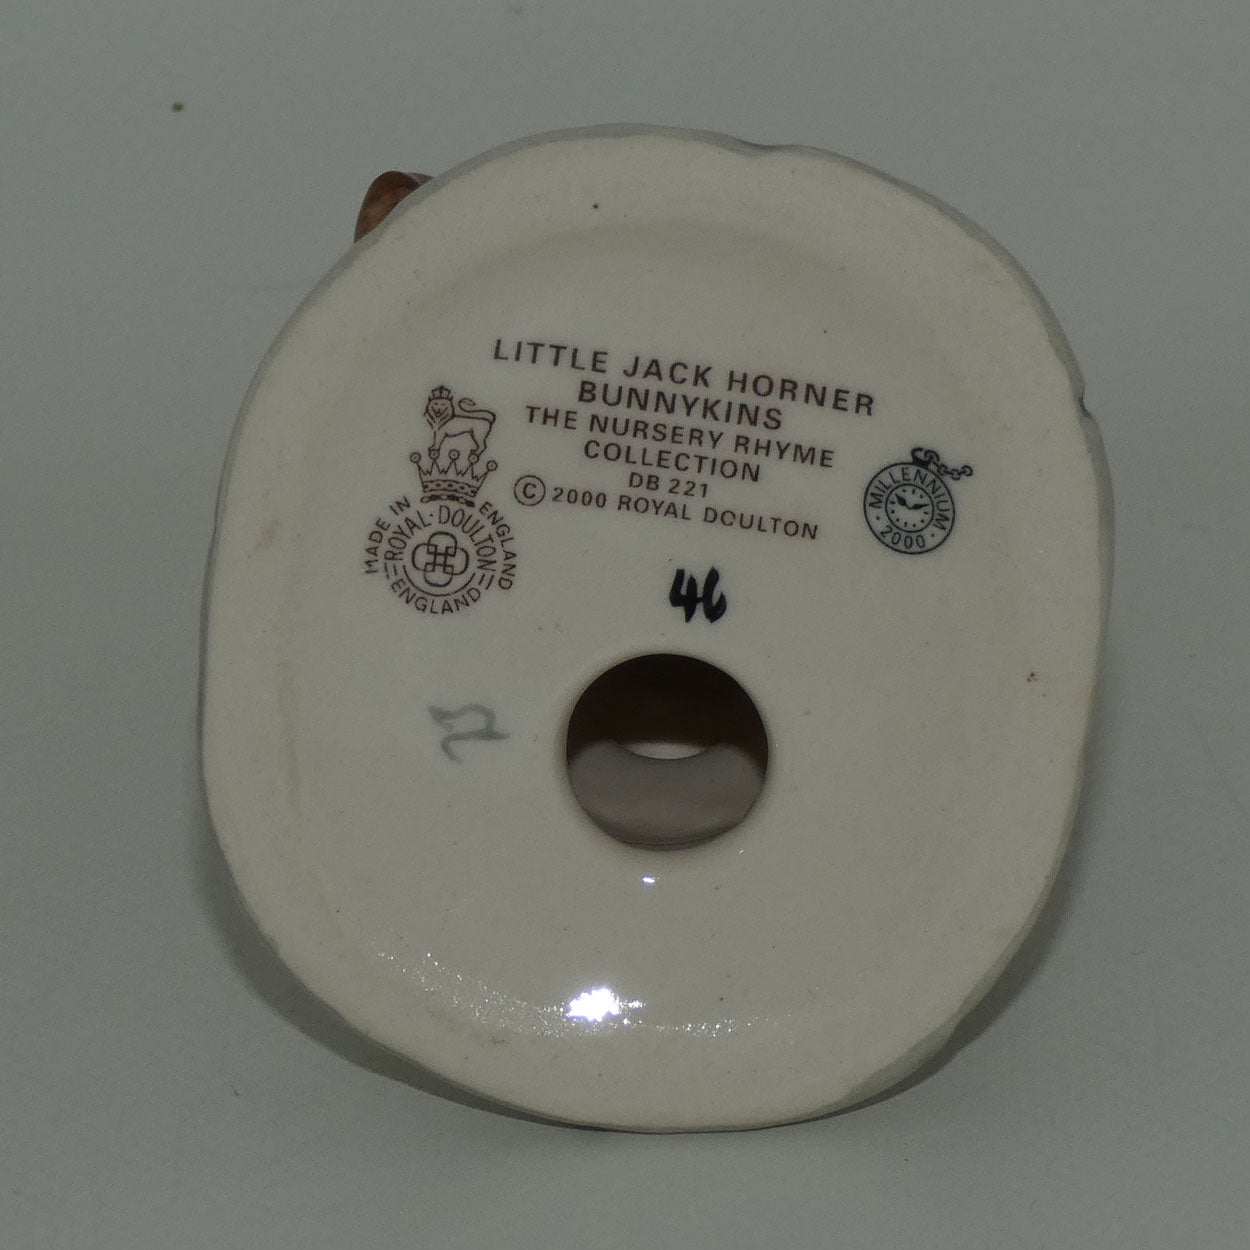 LITTLE JACK HORNER
BUNNYKINS
THE NURSERY RHYME
COLLECTION
DB 221
© 2000 ROYAL DOULTON
MADE IN ENGLAND
ROYAL·DOULTON
ENGLAND
·MILLENNIUM·
2000
46